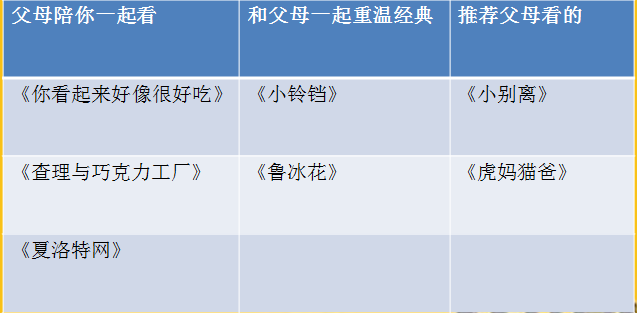 父母陪你一起看 和父母一起重温经典 推荐父母看的
《你看起来好像很好吃》 《小铃铛》 《小别离》
《查理与巧克力工厂》 《鲁冰花》 《虎妈猫爸》
《夏洛特网》